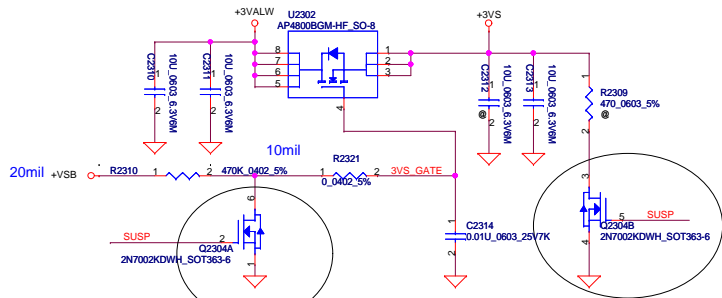 +3VALW
U2302
AP4800BGM-HF_SO-8
+3VS
8
7
6
5
1
2
3
4
C2310
10U_0603_6.3V6M
1
2
C2311
10U_0603_6.3V6M
1
2
C2312
10U_0603_6.3V6M
1
2
@
C2313
10U_0603_6.3V6M
1
2
1
R2309
470_0603_5%
@
2
20mil
+VSB
R2310
1
2
470K_0402_5%
10mil
R2321
1
2
0_0402_5%
3VS_GATE
SUSP
2
6
1
Q2304A
2N7002KDWH_SOT363-6
1
C2314
0.01U_0603_25V7K
2
3
5
SUSP
4
Q2304B
2N7002KDWH_SOT363-6